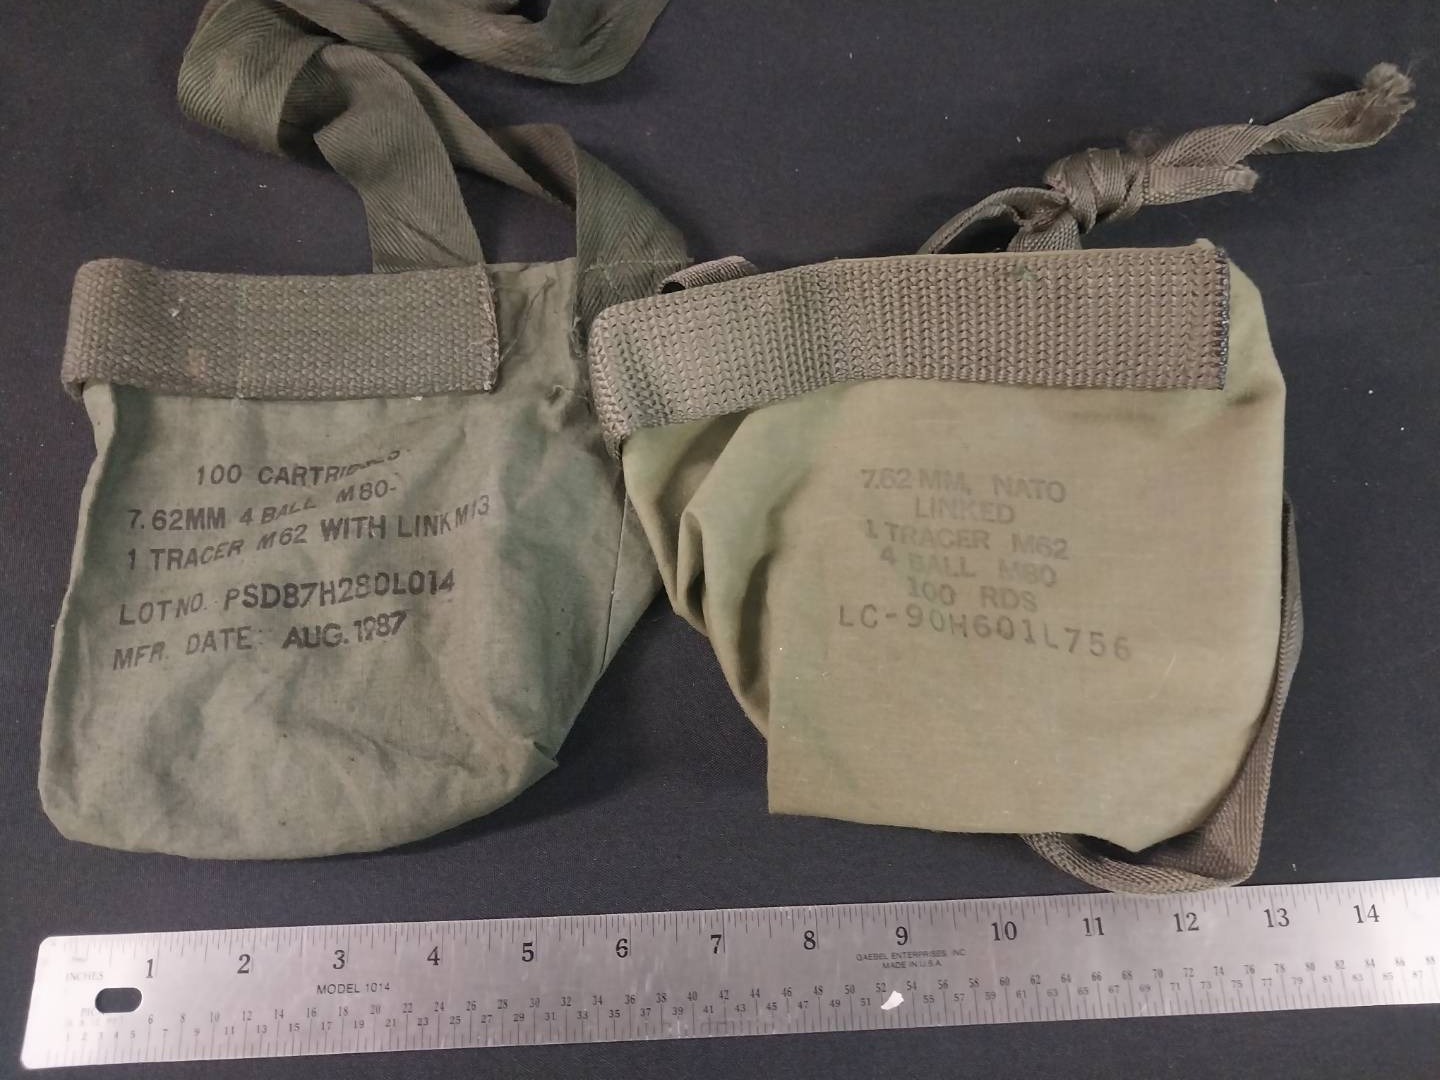 100 CARTRIDGES
7.62MM 4 BALL M80-
1 TRACER M62 WITH LINK M13
LOT NO. PSD87H280L014
MFR. DATE: AUG. 1987
7.62 MM, NATO
LINKED
1 TRACER M62
4 BALL M80
100 RDS
LC-90H601L756
1 2 3 4 5 6 7 8 9 10 11 12 13 14
INCHES
MODEL 1014
GAEBEL ENTERPRISES, INC.
MADE IN U.S.A.